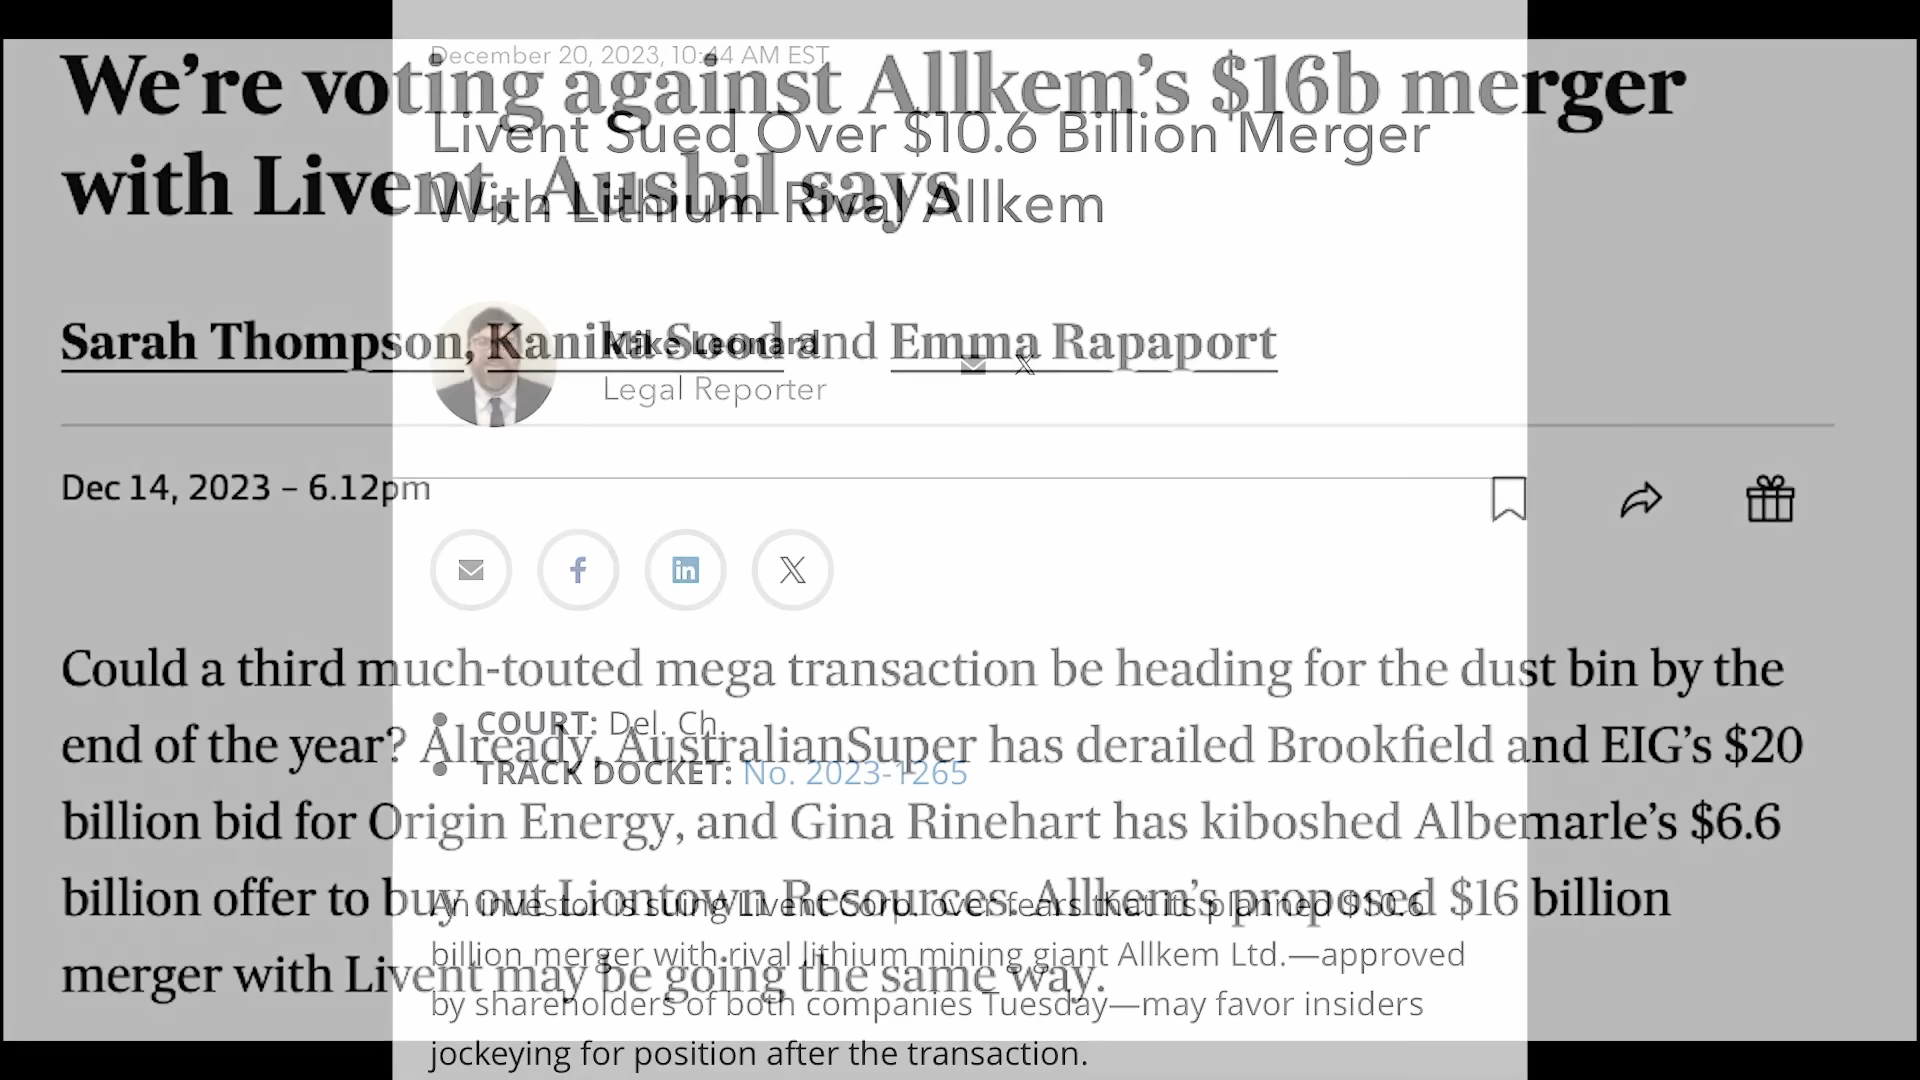 We’re voting against Allkem’s $16b merger
with Livent, Ausbil says
Sarah Thompson, Kanika Sood and Emma Rapaport
Dec 14, 2023 – 6.12pm
Could a third much-touted mega transaction be heading for the dust bin by the
end of the year? Already, AustralianSuper has derailed Brookfield and EIG’s $20
billion bid for Origin Energy, and Gina Rinehart has kiboshed Albemarle’s $6.6
billion offer to buy out Liontown Resources. Allkem’s proposed $16 billion
merger with Livent may be going the same way.
December 20, 2023, 10:44 AM EST
Livent Sued Over $10.6 Billion Merger
With Lithium Rival Allkem
Mike Leonard
Legal Reporter
COURT: Del. Ch.
TRACK DOCKET: No. 2023-1265
An investor is suing Livent Corp. over fears that its planned $10.6
billion merger with rival lithium mining giant Allkem Ltd.—approved
by shareholders of both companies Tuesday—may favor insiders
jockeying for position after the transaction.